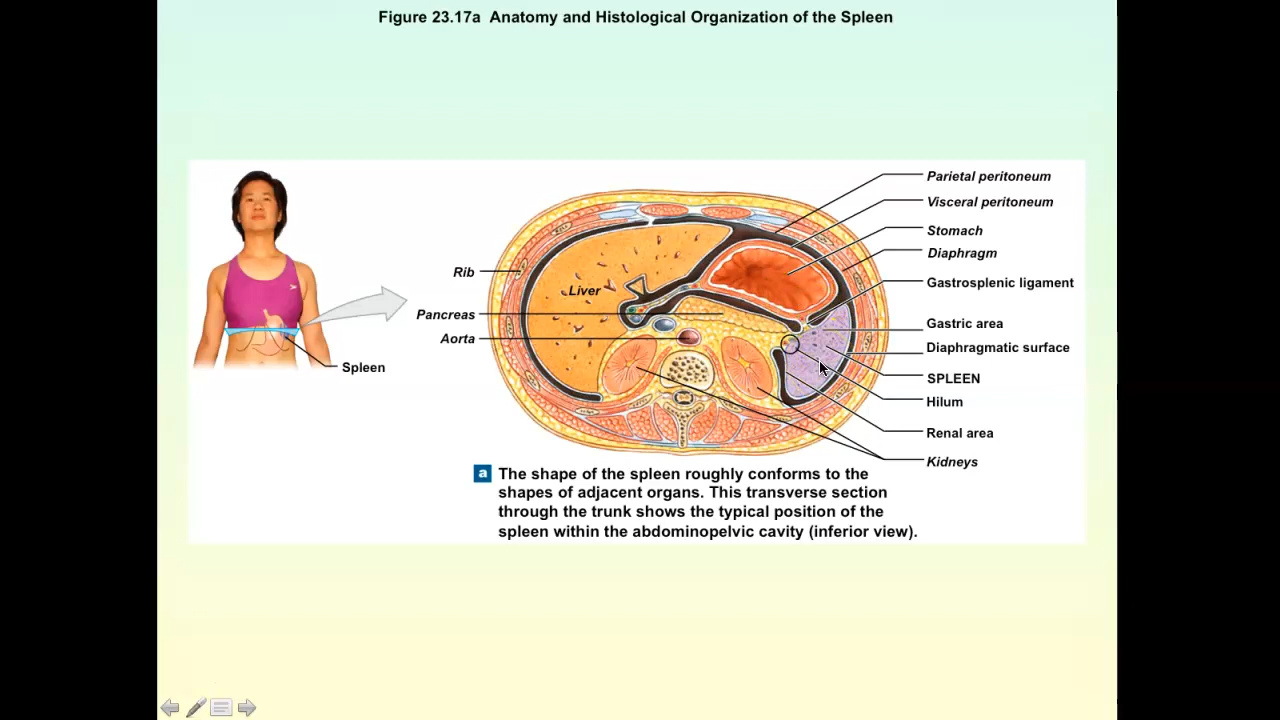 Figure 23.17a Anatomy and Histological Organization of the Spleen
Spleen
Rib
Liver
Pancreas
Aorta
Parietal peritoneum
Visceral peritoneum
Stomach
Diaphragm
Gastrosplenic ligament
Gastric area
Diaphragmatic surface
SPLEEN
Hilum
Renal area
Kidneys
a The shape of the spleen roughly conforms to the
shapes of adjacent organs. This transverse section
through the trunk shows the typical position of the
spleen within the abdominopelvic cavity (inferior view).